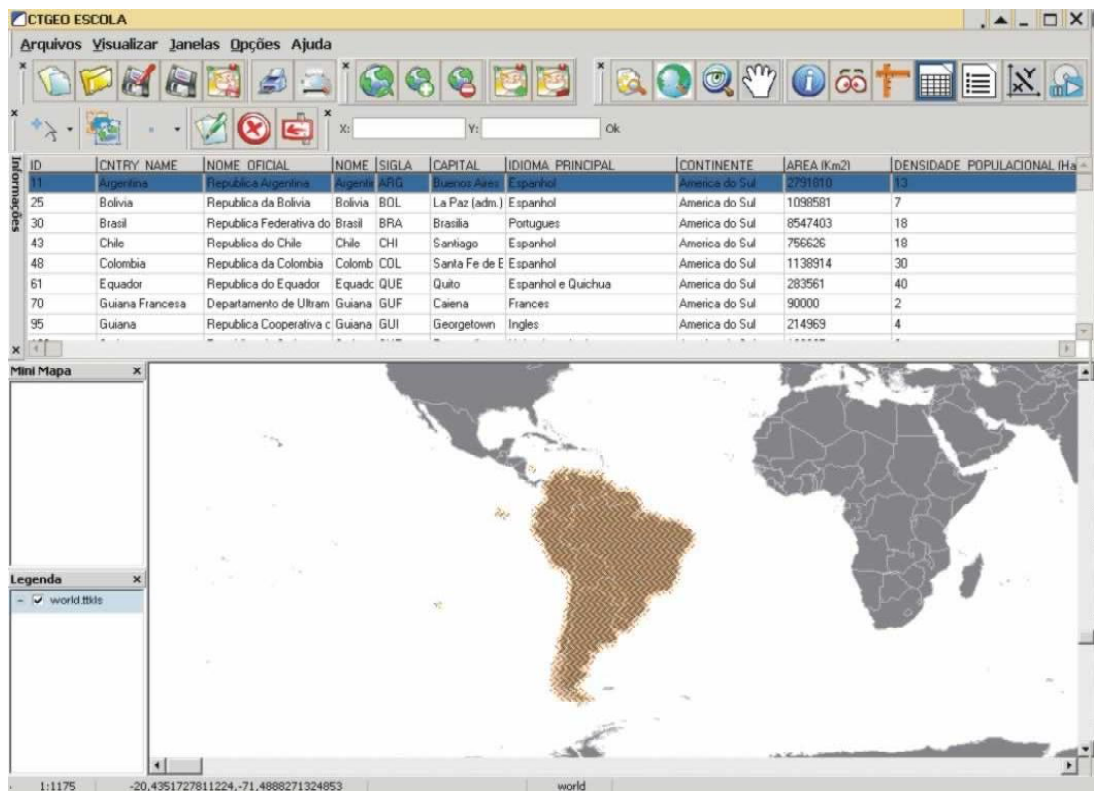 CTGEO ESCOLA
Arquivos Visualizar Janelas Opções Ajuda
X: Y: Ok
Informações
ID CNTRY_NAME NOME_OFICIAL NOME SIGLA CAPITAL IDIOMA_PRINCIPAL CONTINENTE AREA (Km2) DENSIDADE_POPULACIONAL (Ha
11 Argentina Republica Argentina Argenti ARG Buenos Aires Espanhol America do Sul 2791810 13
25 Bolivia Republica da Bolivia Bolivia BOL La Paz (adm.) Espanhol America do Sul 1098581 7
30 Brasil Republica Federativa do Brasil BRA Brasilia Portugues America do Sul 8547403 18
43 Chile Republica do Chile Chile CHI Santiago Espanhol America do Sul 756626 18
48 Colombia Republica da Colombia Colomb COL Santa Fe de E Espanhol America do Sul 1138914 30
61 Equador Republica do Equador Equadc QUE Quito Espanhol e Quichua America do Sul 283561 40
70 Guiana Francesa Departamento de Ultram Guiana GUF Caiena Frances America do Sul 90000 2
95 Guiana Republica Cooperativa c Guiana GUI Georgetown Ingles America do Sul 214969 4
Mini Mapa
Legenda
world.ttkls
1:1175 -20,4351727811224,-71,4888271324853 world